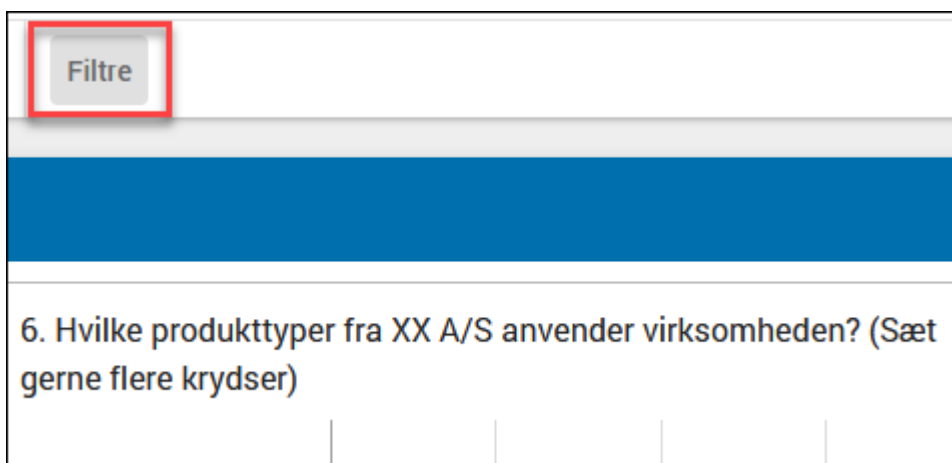 Filtre
6. Hvilke produkttyper fra XX A/S anvender virksomheden? (Sæt
gerne flere krydser)